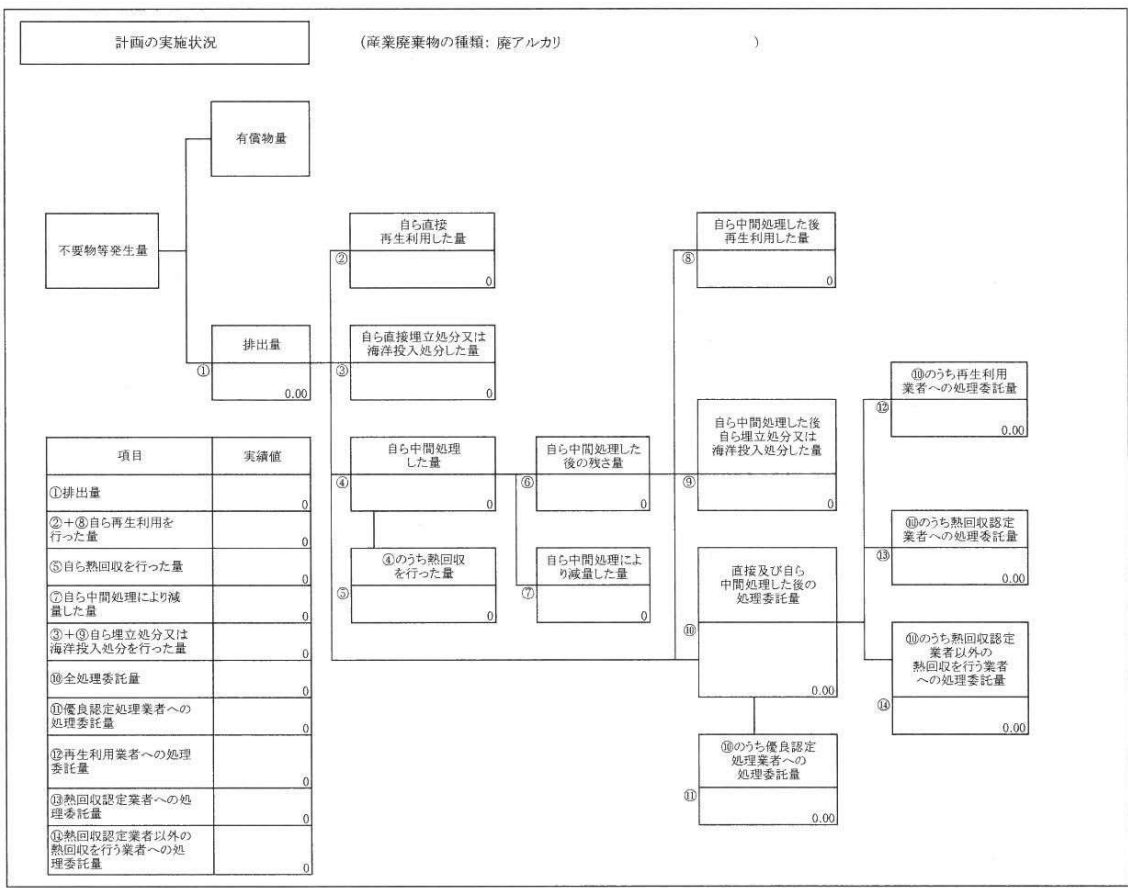 計画の実施状況
(産業廃棄物の種類: 廃アルカリ )
有償物量
不要物等発生量
自ら直接
再生利用した量
②
0
自ら中間処理した後
再生利用した量
⑧
0
排出量
①
0.00
自ら直接埋立処分又は
海洋投入処分した量
③
0
⑩のうち再生利用
業者への処理委託量
⑫
0.00
自ら中間処理
した量
④
0
自ら中間処理した
後の残さ量
⑥
0
自ら中間処理した後
自ら埋立処分又は
海洋投入処分した量
⑨
0
⑩のうち熱回収認定
業者への処理委託量
⑬
0.00
④のうち熱回収
を行った量
⑤
0
自ら中間処理によ
り減量した量
⑦
0
直接及び自ら
中間処理した後の
処理委託量
⑩
0.00
⑩のうち熱回収認定
業者以外の
熱回収を行う業者
への処理委託量
⑭
0.00
⑩のうち優良認定
処理業者への
処理委託量
⑪
0.00
項目 実績値
①排出量 0
②+⑧自ら再生利用を
行った量 0
⑤自ら熱回収を行った量 0
⑦自ら中間処理により減
量した量 0
③+⑨自ら埋立処分又は
海洋投入処分を行った量 0
⑩全処理委託量 0
⑪優良認定処理業者への
処理委託量 0
⑫再生利用業者への処理
委託量 0
⑬熱回収認定業者への処
理委託量 0
⑭熱回収認定業者以外の
熱回収を行う業者への処
理委託量 0